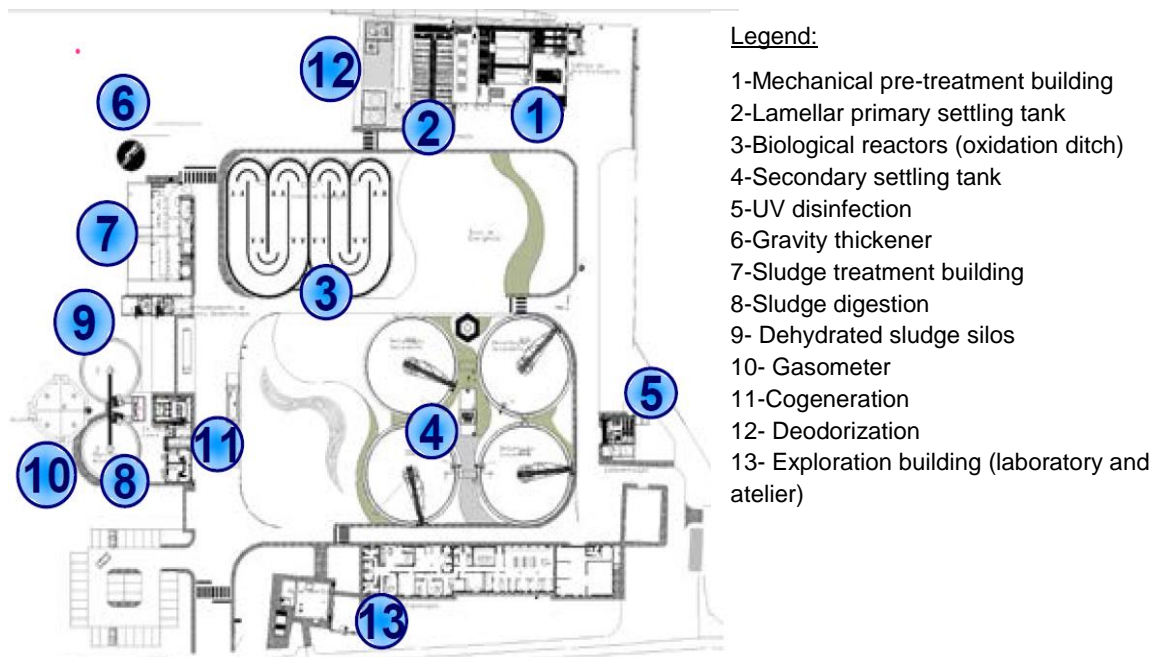 12
1
2
6
7
3
9
5
4
11
10
8
13
Legend:
1-Mechanical pre-treatment building
2-Lamellar primary settling tank
3-Biological reactors (oxidation ditch)
4-Secondary settling tank
5-UV disinfection
6-Gravity thickener
7-Sludge treatment building
8-Sludge digestion
9- Dehydrated sludge silos
10- Gasometer
11-Cogeneration
12- Deodorization
13- Exploration building (laboratory and
atelier)